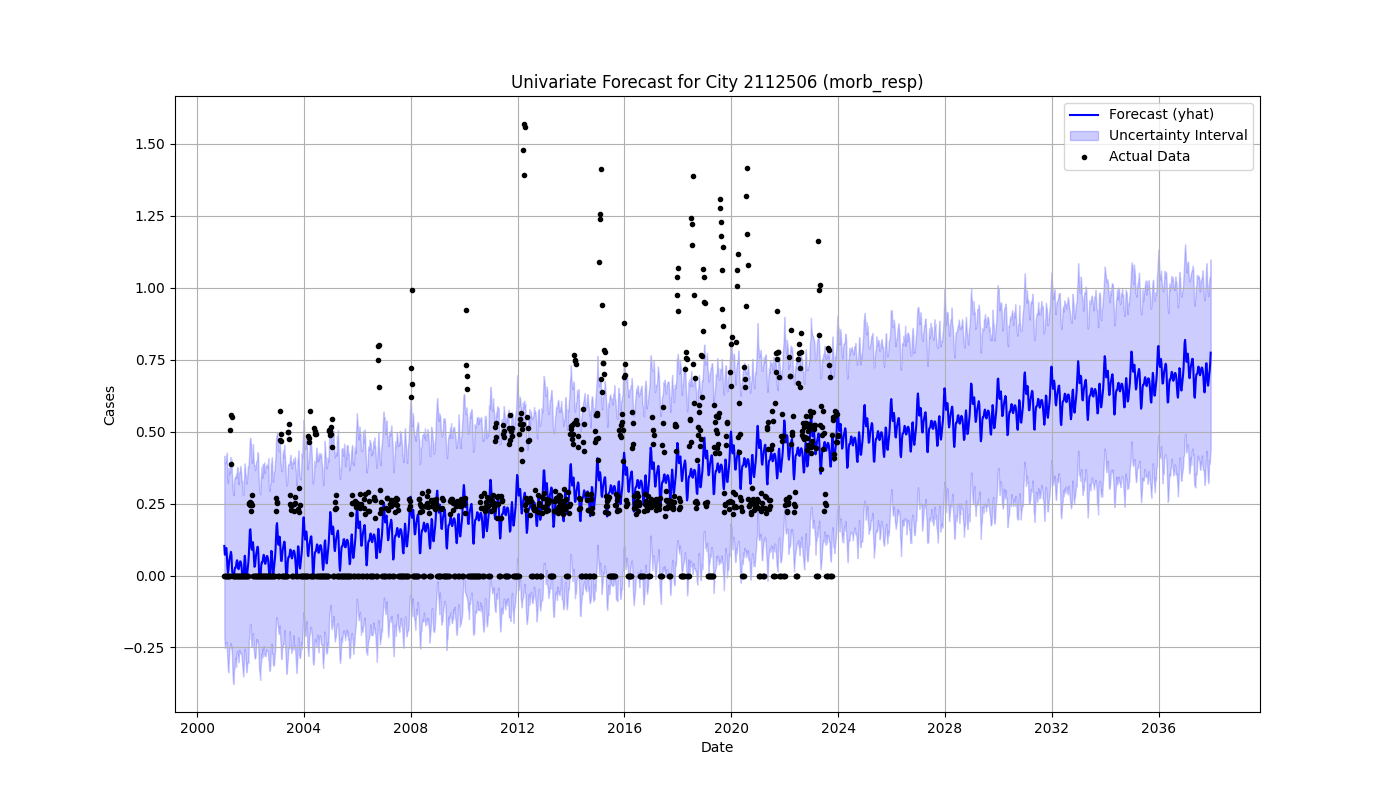 Univariate Forecast for City 2112506 (morb_resp)
Forecast (yhat)
Uncertainty Interval
Actual Data
Cases
1.50
1.25
1.00
0.75
0.50
0.25
0.00
−0.25
2000 2004 2008 2012 2016 2020 2024 2028 2032 2036
Date